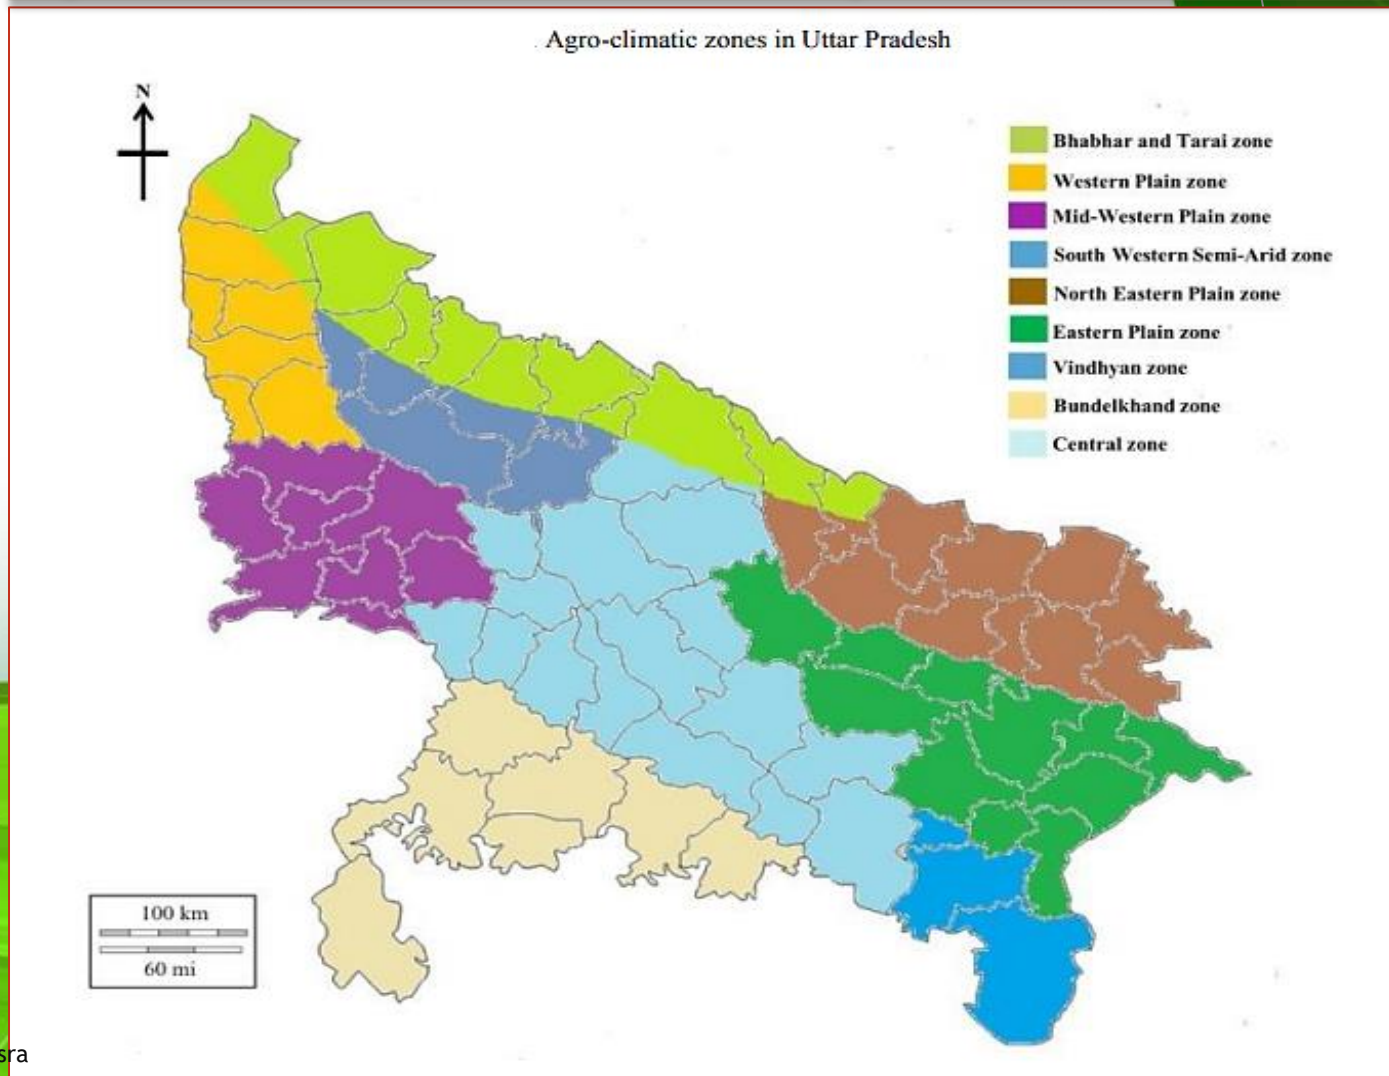 Agro-climatic zones in Uttar Pradesh
N
Bhabhar and Tarai zone
Western Plain zone
Mid-Western Plain zone
South Western Semi-Arid zone
North Eastern Plain zone
Eastern Plain zone
Vindhyan zone
Bundelkhand zone
Central zone
100 km
60 mi
sra